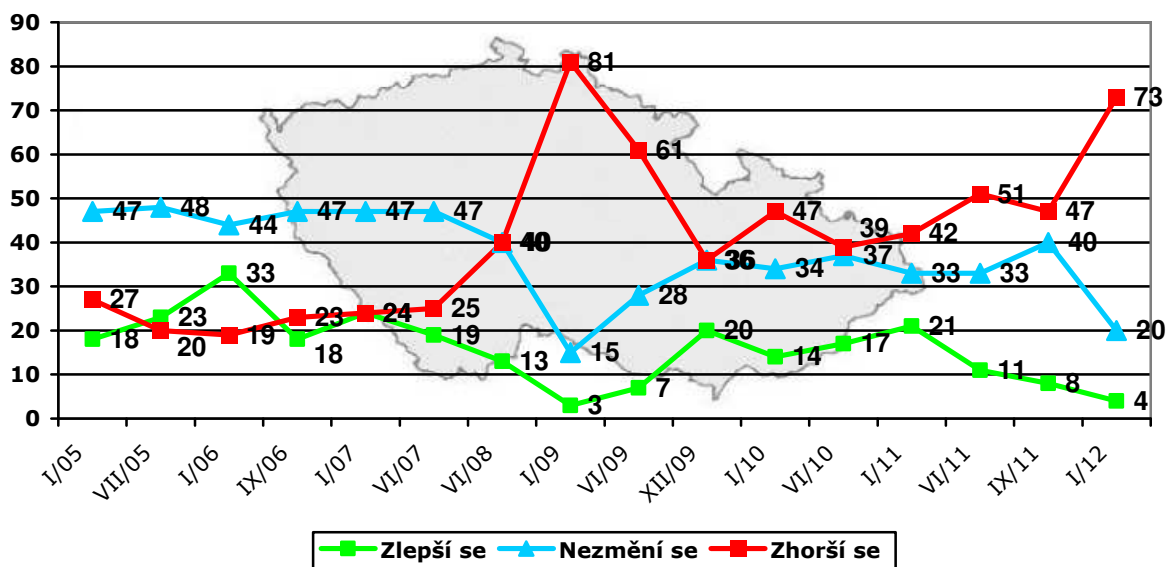 90
80
70
60
50
40
30
20
10
0
47 48 44 47 47 47 40 15 28 36 34 37 33 33 40 20
27 20 19 23 24 25 40 81 61 36 47 39 42 51 47 73
18 23 33 18 24 19 13 3 7 20 14 17 21 11 8 4
I/05 VII/05 I/06 IX/06 I/07 VI/07 VI/08 I/09 VI/09 XII/09 I/10 VI/10 I/11 VI/11 IX/11 I/12
Zlepší se Nezmění se Zhorší se